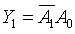 Y₁ = A̅₁A₀